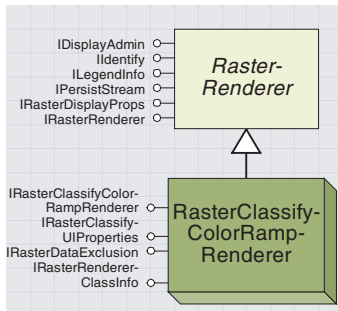 IDisplayAdmin
IIdentify
ILegendInfo
IPersistStream
IRasterDisplayProps
IRasterRenderer
Raster-
Renderer
IRasterClassifyColor-
RampRenderer
IRasterClassify-
UIProperties
IRasterDataExclusion
IRasterRenderer-
ClassInfo
RasterClassify-
ColorRamp-
Renderer